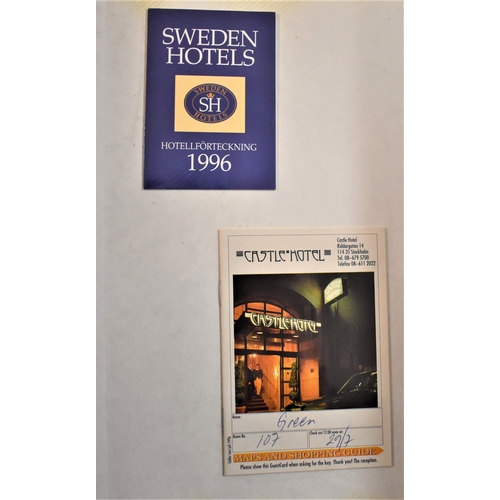 SWEDEN
HOTELS
SWEDEN
SH
HOTELS
HOTELLFÖRTECKNING
1996
CASTLE•HOTEL
Castle Hotel
Riddargatan 14
114 35 Stockholm
Tel. 08-679 5700
Telefax 08-611 2022
CASTLE HOTEL
Name:
Green
Room No.
107
Check out 12.00 noon on
29/7
MAPS AND SHOPPING GUIDE
Please show this GuestCard when asking for the key. Thank you! The reception.